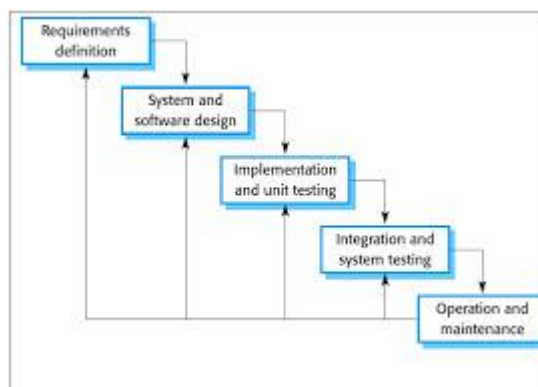 Requirements
definition
System and
software design
Implementation
and unit testing
Integration and
system testing
Operation and
maintenance